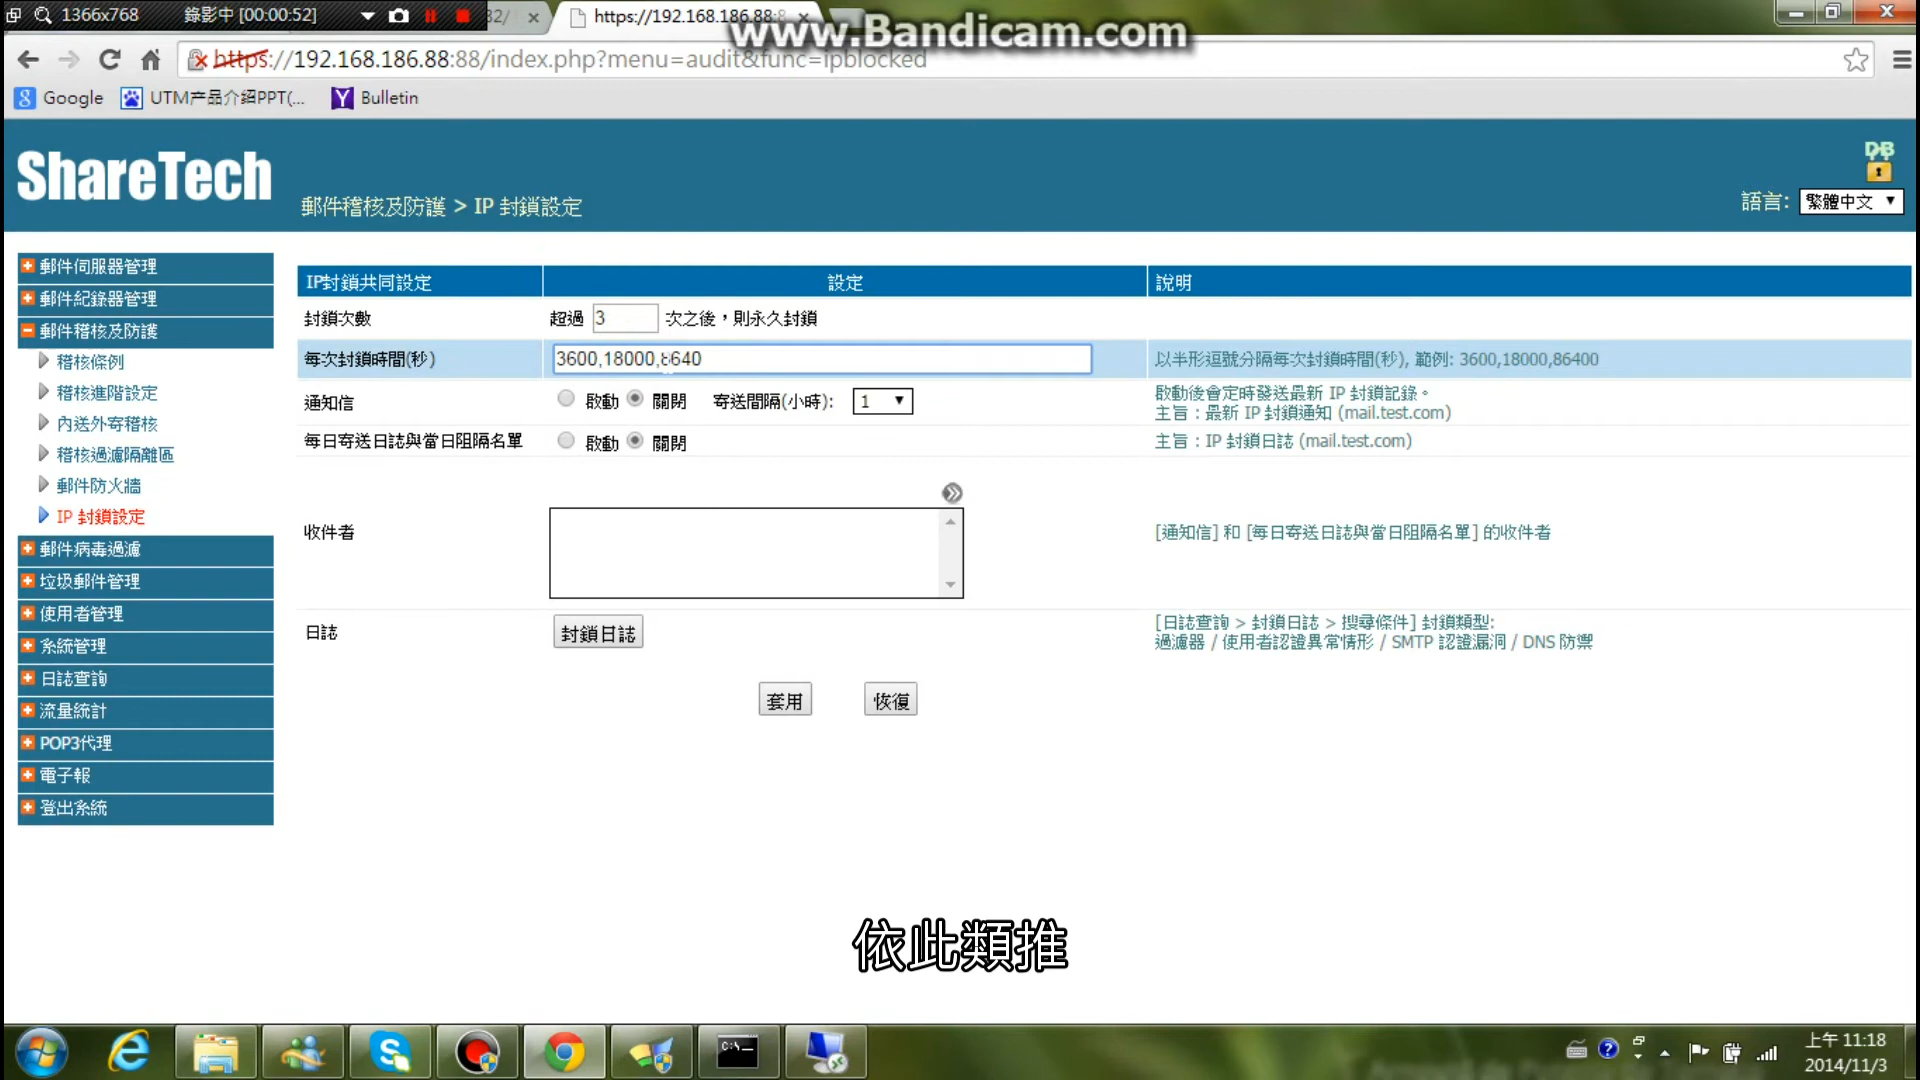 1366x768 錄影中 [00:00:52]
32/
https://192.168.186.88:8
www.Bandicam.com
https://192.168.186.88:88/index.php?menu=audit&func=ipblocked
Google UTM产品介紹PPT(... Bulletin
ShareTech
郵件稽核及防護 > IP 封鎖設定
DB
語言: 繁體中文
郵件伺服器管理
郵件紀錄器管理
郵件稽核及防護
稽核條例
稽核進階設定
內送外寄稽核
稽核過濾隔離區
郵件防火牆
IP 封鎖設定
郵件病毒過濾
垃圾郵件管理
使用者管理
系統管理
日誌查詢
流量統計
POP3代理
電子報
登出系統
IP封鎖共同設定 設定 說明
封鎖次數 超過 3 次之後，則永久封鎖
每次封鎖時間(秒) 3600,18000,8640 以半形逗號分隔每次封鎖時間(秒), 範例: 3600,18000,86400
通知信 啟動 關閉 寄送間隔(小時): 1 啟動後會定時發送最新 IP 封鎖記錄。
主旨：最新 IP 封鎖通知 (mail.test.com)
每日寄送日誌與當日阻隔名單 啟動 關閉 主旨：IP 封鎖日誌 (mail.test.com)
收件者 [通知信] 和 [每日寄送日誌與當日阻隔名單] 的收件者
日誌 封鎖日誌 [日誌查詢 > 封鎖日誌 > 搜尋條件] 封鎖類型:
過濾器 / 使用者認證異常情形 / SMTP 認證漏洞 / DNS 防禦
套用 恢復
依此類推
上午 11:18
2014/11/3